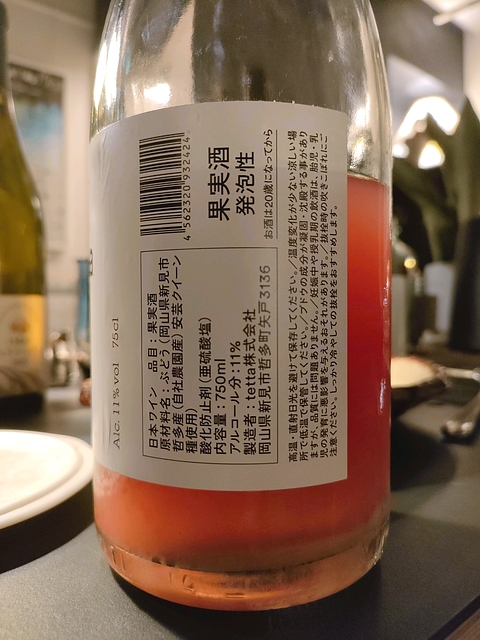 Alc. 11% vol 75cl
4562320932424
果実酒
発泡性
お酒は20歳になってから
日本ワイン 品目：果実酒
原材料名：ぶどう（岡山県新見市
哲多産（自社農園産）/安芸クイーン
種使用）
酸化防止剤（亜硫酸塩）
内容量：750ml
アルコール分：11%
製造者：tetta株式会社
岡山県新見市哲多町矢戸3136
高温・直射日光を避けて保存してください。/温度変化が少ない涼しい場
所で低温で保管してください。/ブドウの成分が凝固・沈殿する事があり
ますが、品質には問題ありません。/妊娠中や授乳期の飲酒は、胎児・乳
児の発育に悪影響を与えるおそれがあります。/抜栓時の吹きこぼれにご
注意ください。しっかり冷やしての抜栓をおすすめします。